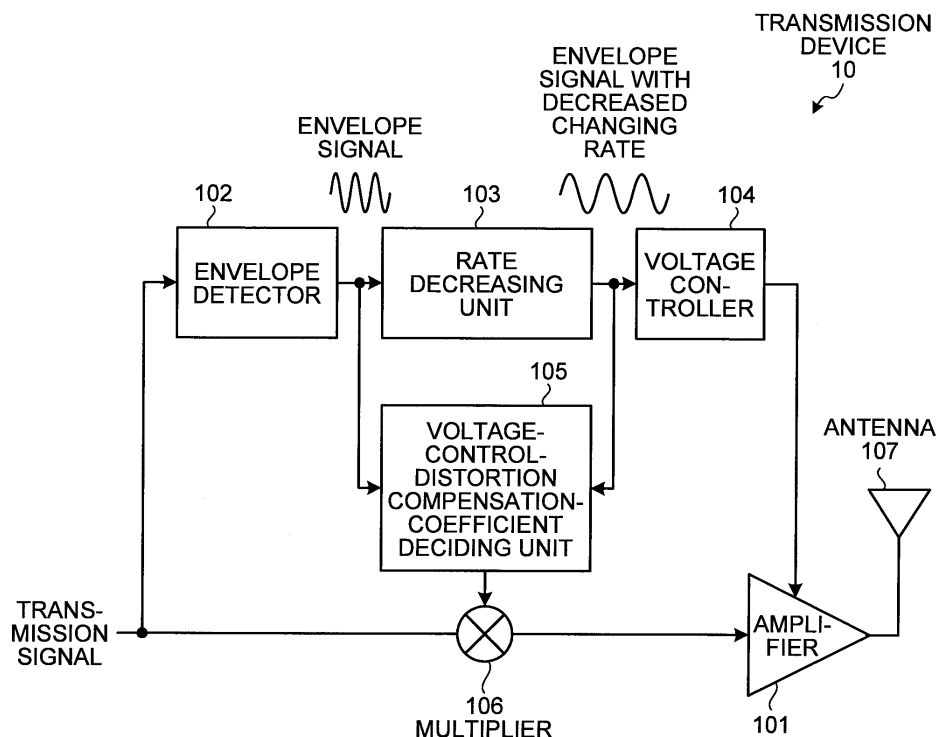 TRANSMISSION
DEVICE
10
ENVELOPE
SIGNAL WITH
DECREASED
CHANGING
RATE
ENVELOPE
SIGNAL
102
103
104
ENVELOPE
DETECTOR
RATE
DECREASING
UNIT
VOLTAGE
CON-
TROLLER
105
VOLTAGE-
CONTROL-
DISTORTION
COMPENSATION-
COEFFICIENT
DECIDING UNIT
ANTENNA
107
TRANS-
MISSION
SIGNAL
AMPLI-
FIER
106
MULTIPLIER
101